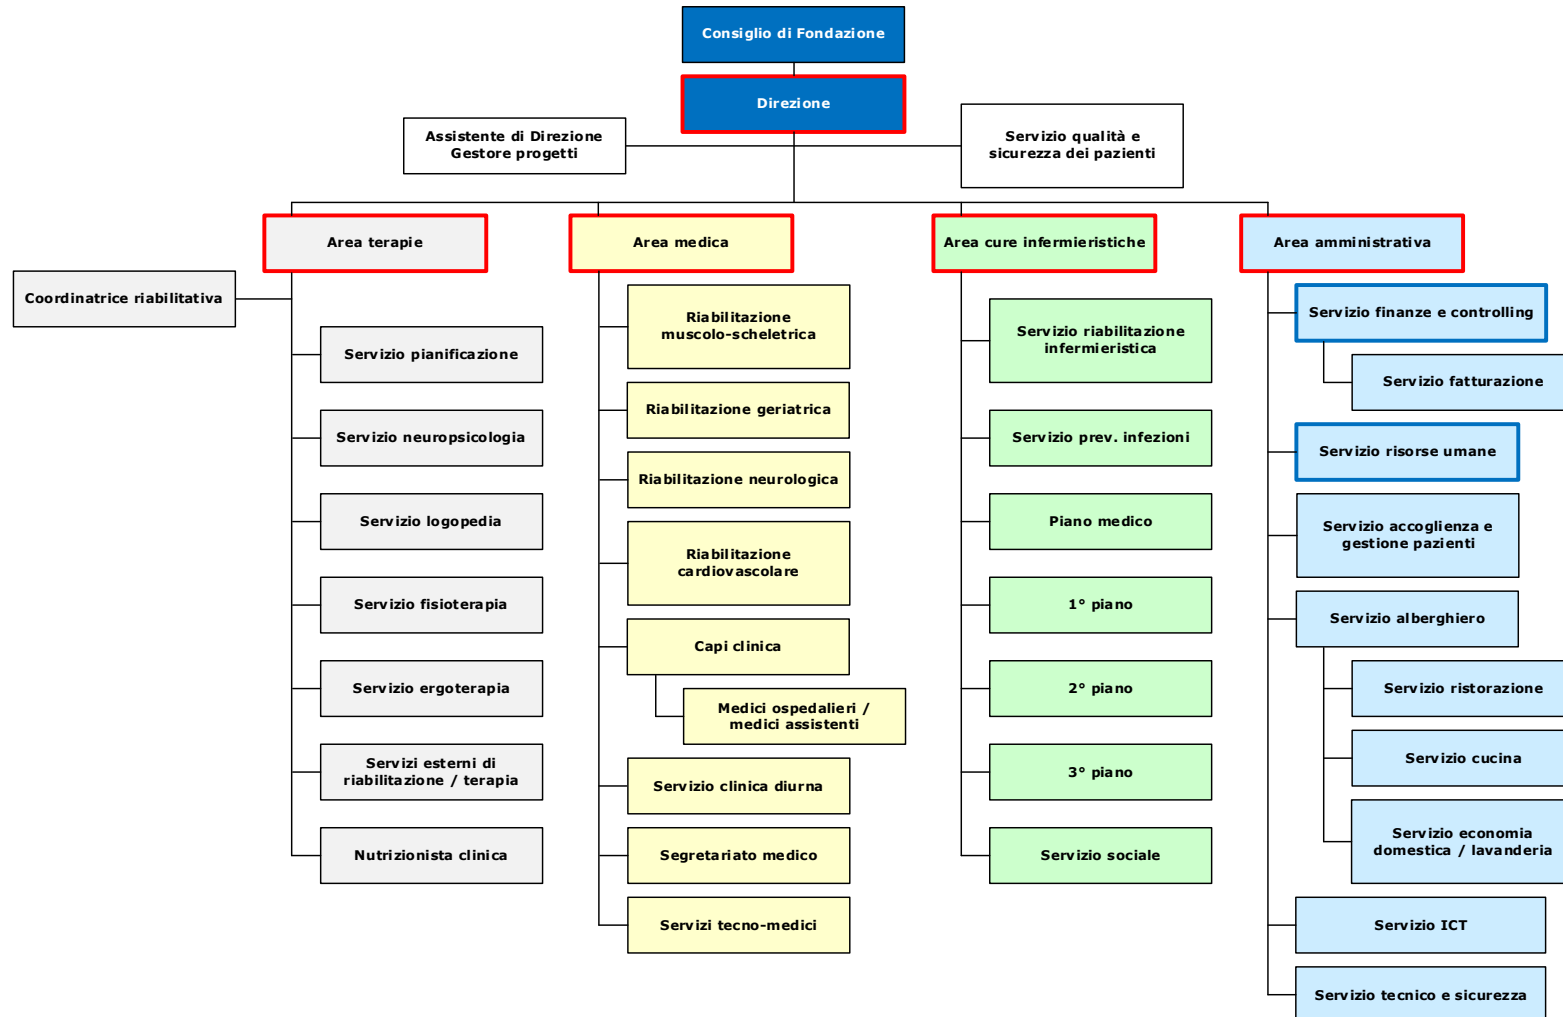 Consiglio di Fondazione
Direzione
Assistente di Direzione
Gestore progetti
Servizio qualità e
sicurezza dei pazienti
Area terapie
Coordinatrice riabilitativa
Servizio pianificazione
Servizio neuropsicologia
Servizio logopedia
Servizio fisioterapia
Servizio ergoterapia
Servizi esterni di
riabilitazione / terapia
Nutrizionista clinica
Area medica
Riabilitazione
muscolo-scheletrica
Riabilitazione geriatrica
Riabilitazione neurologica
Riabilitazione
cardiovascolare
Capi clinica
Medici ospedalieri /
medici assistenti
Servizio clinica diurna
Segretariato medico
Servizi tecno-medici
Area cure infermieristiche
Servizio riabilitazione
infermieristica
Servizio prev. infezioni
Piano medico
1° piano
2° piano
3° piano
Servizio sociale
Area amministrativa
Servizio finanze e controlling
Servizio fatturazione
Servizio risorse umane
Servizio accoglienza e
gestione pazienti
Servizio alberghiero
Servizio ristorazione
Servizio cucina
Servizio economia
domestica / lavanderia
Servizio ICT
Servizio tecnico e sicurezza